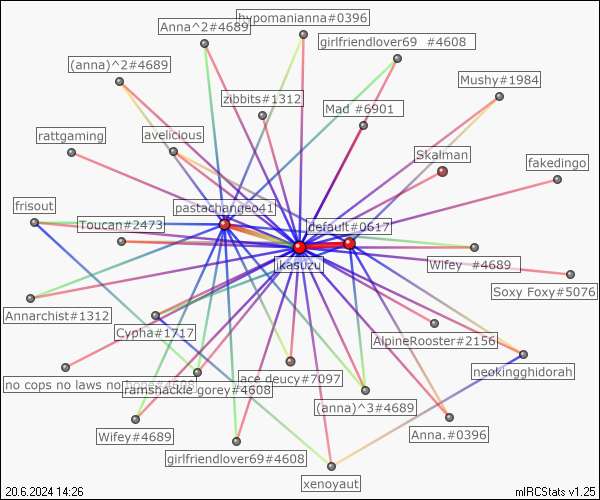 Anna^2#4689
hypomanianna#0396
girlfriendlover69 #4608
(anna)^2#4689
Mushy#1984
zibbits#1312
Mad #6901
rattgaming
avelicious
Skalman
fakedingo
frisout
pastachangeo41
Toucan#2473
default#0617
jkasuzu
Wifey #4689
Soxy Foxy#5076
Annarchist#1312
Cypha#1717
AlpineRooster#2156
neokingghidorah
no cops no laws no hope#4608
ramshackle gorey#4608
ace deucy#7097
(anna)^3#4689
Wifey#4689
Anna.#0396
girlfriendlover69#4608
xenoyaut
20.6.2024 14:26
mIRCStats v1.25